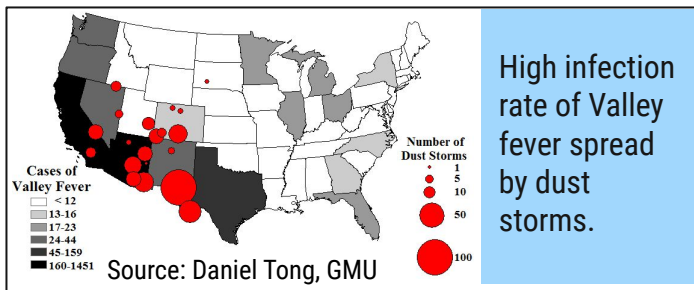 Cases of
Valley Fever
< 12
13-16
17-23
24-44
45-159
160-1451
Source: Daniel Tong, GMU
Number of
Dust Storms
1
5
10
50
100
High infection
rate of Valley
fever spread
by dust
storms.